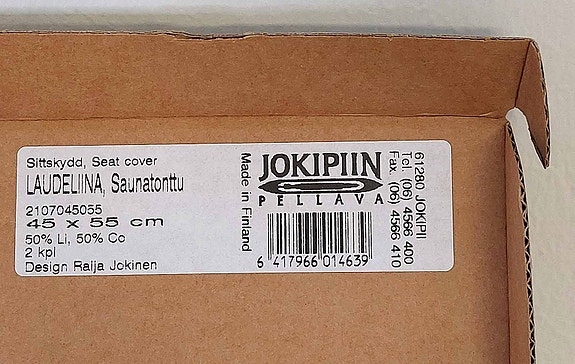 Sittskydd, Seat cover
LAUDELIINA, Saunatonttu
2107045055
45 x 55 cm
50% Li, 50% Co
2 kpl
Design Raija Jokinen
Made in Finland
JOKIPIIN
PELLAVA
6 417966 014639
61280 JOKIPII
Tel. (06) 4566 400
Fax. (06) 4566 410